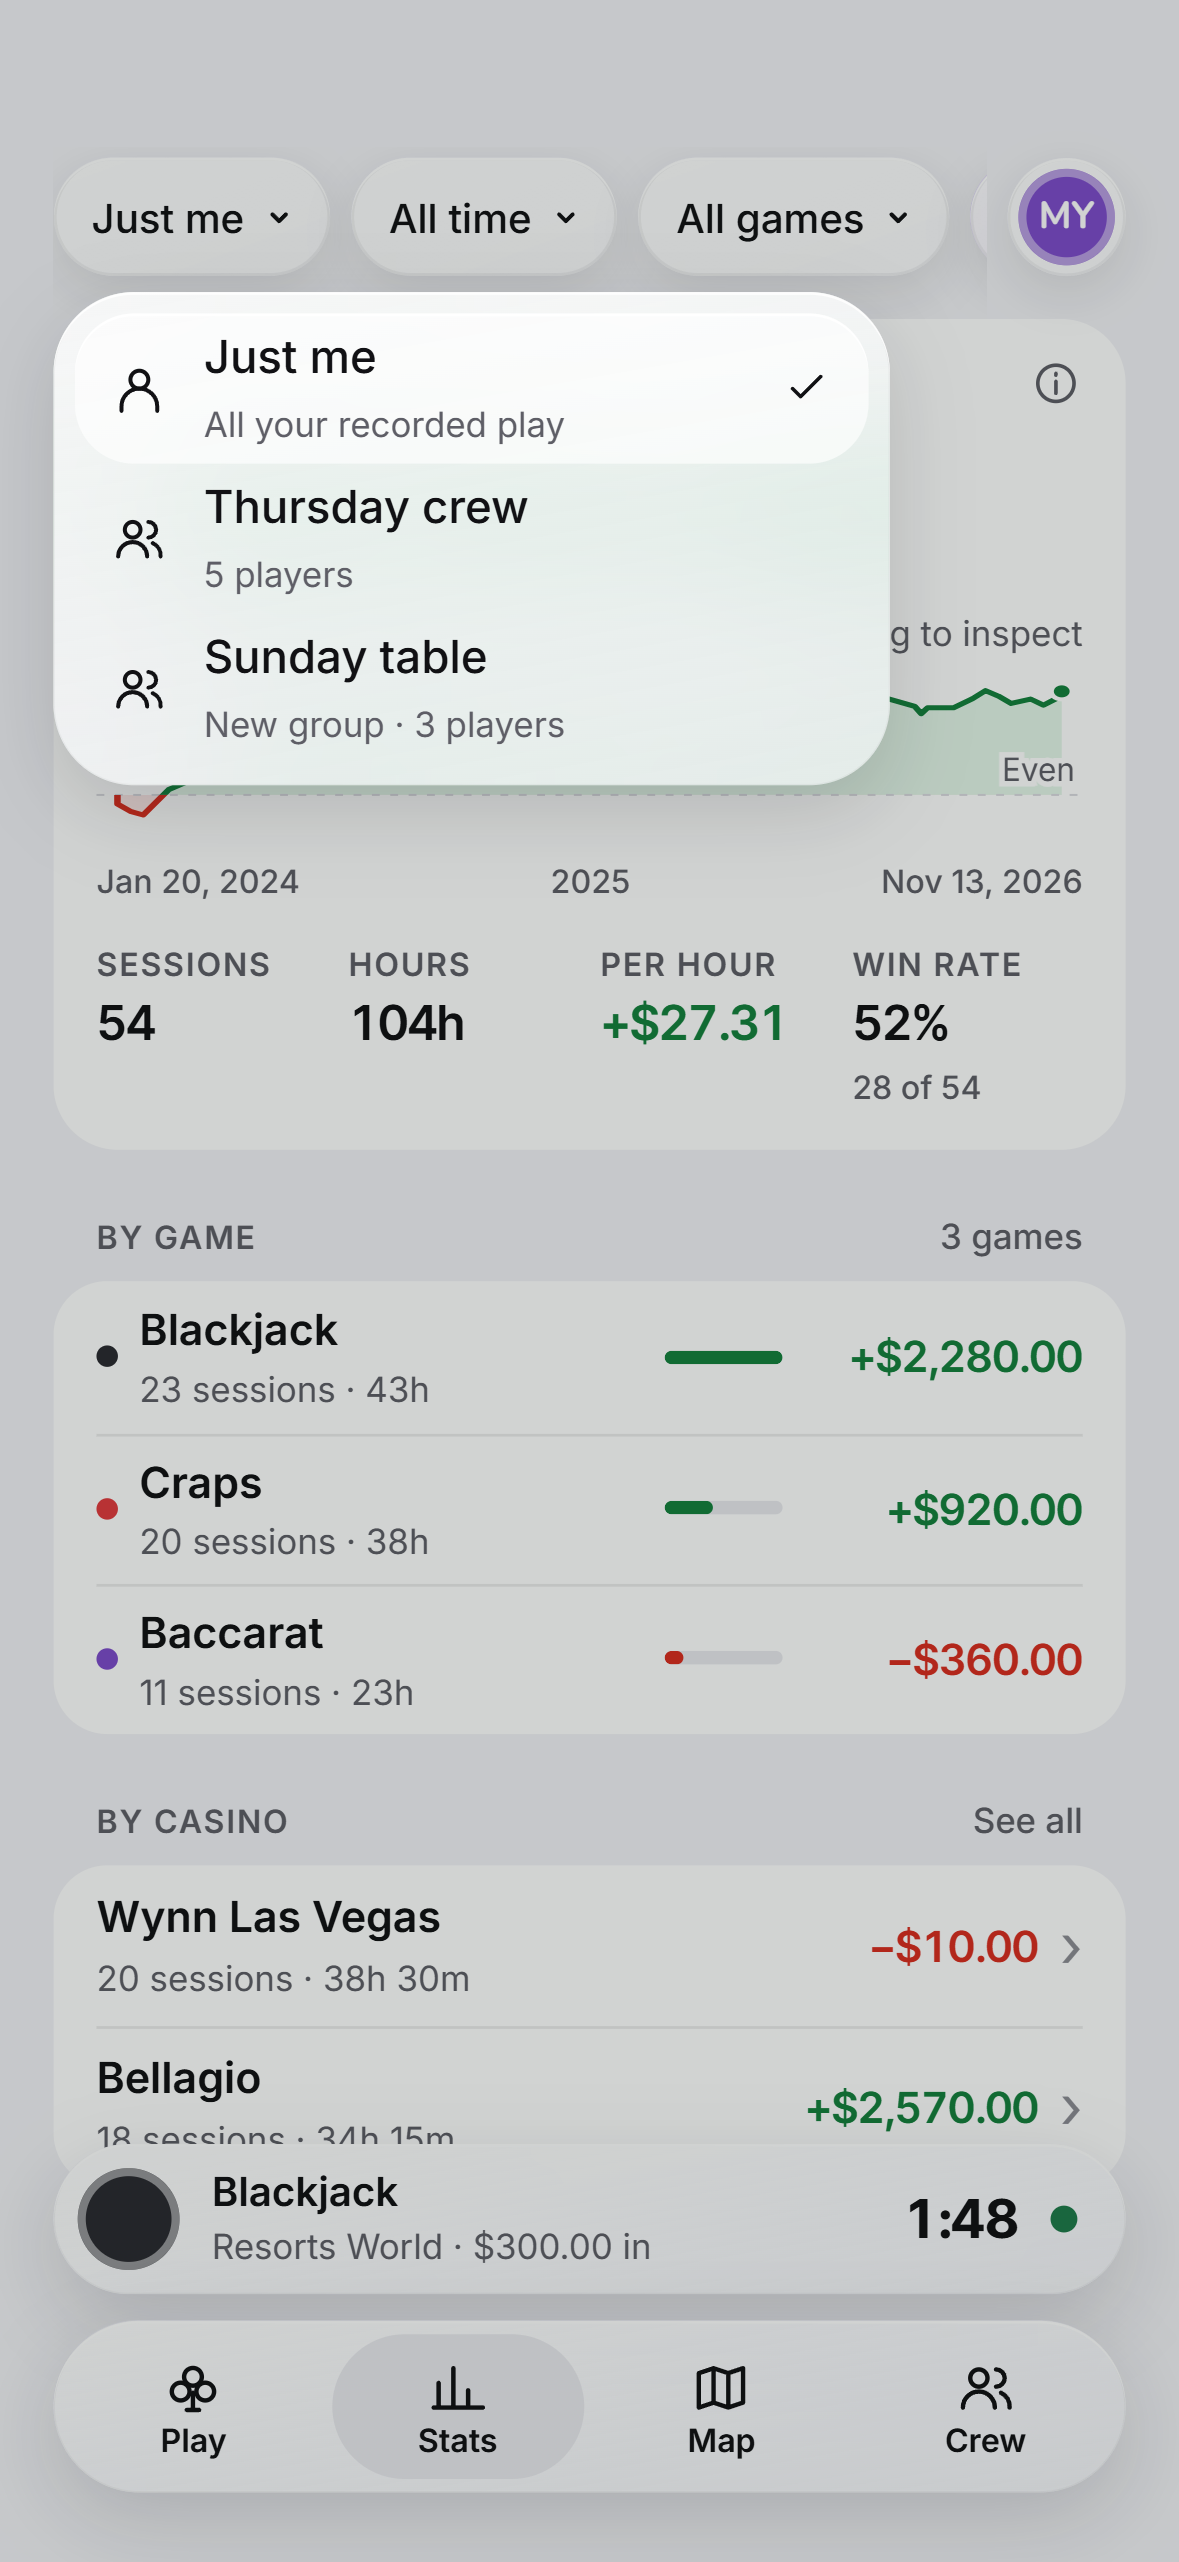 Just me
All time
All games
MY
Just me
All your recorded play
Thursday crew
5 players
Sunday table
New group · 3 players
g to inspect
Even
Jan 20, 2024
2025
Nov 13, 2026
SESSIONS
HOURS
PER HOUR
WIN RATE
54
104h
+$27.31
52%
28 of 54
BY GAME
3 games
Blackjack
23 sessions · 43h
+$2,280.00
Craps
20 sessions · 38h
+$920.00
Baccarat
11 sessions · 23h
−$360.00
BY CASINO
See all
Wynn Las Vegas
20 sessions · 38h 30m
−$10.00
Bellagio
18 sessions · 34h 15m
+$2,570.00
Blackjack
Resorts World · $300.00 in
1:48
Play
Stats
Map
Crew